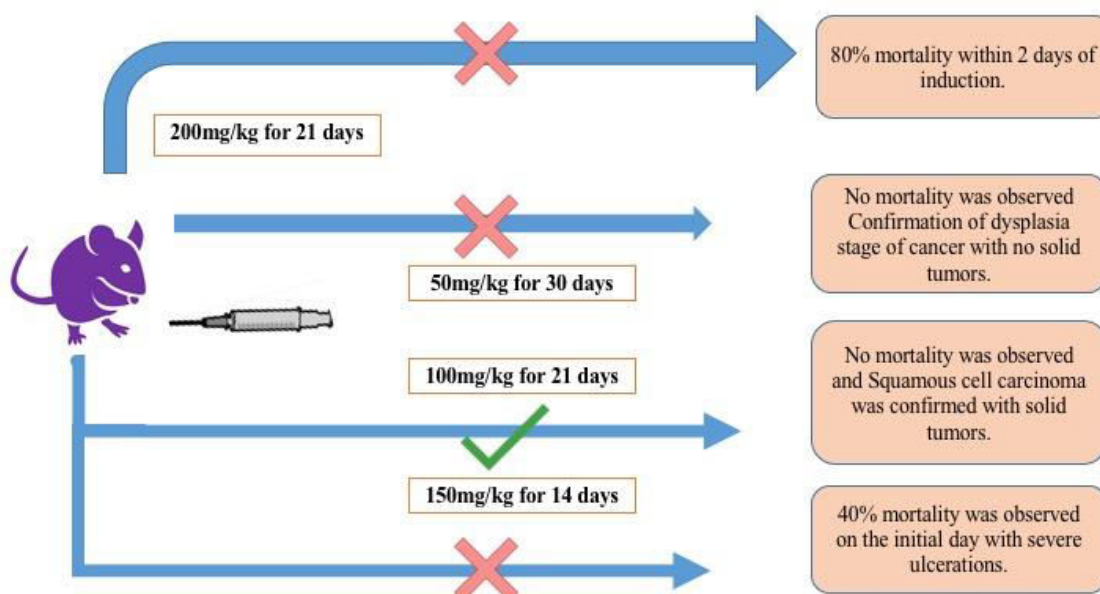 80% mortality within 2 days of
induction.
200mg/kg for 21 days
No mortality was observed
Confirmation of dysplasia
stage of cancer with no solid
tumors.
50mg/kg for 30 days
100mg/kg for 21 days
No mortality was observed
and Squamous cell carcinoma
was confirmed with solid
tumors.
150mg/kg for 14 days
40% mortality was observed
on the initial day with severe
ulcerations.